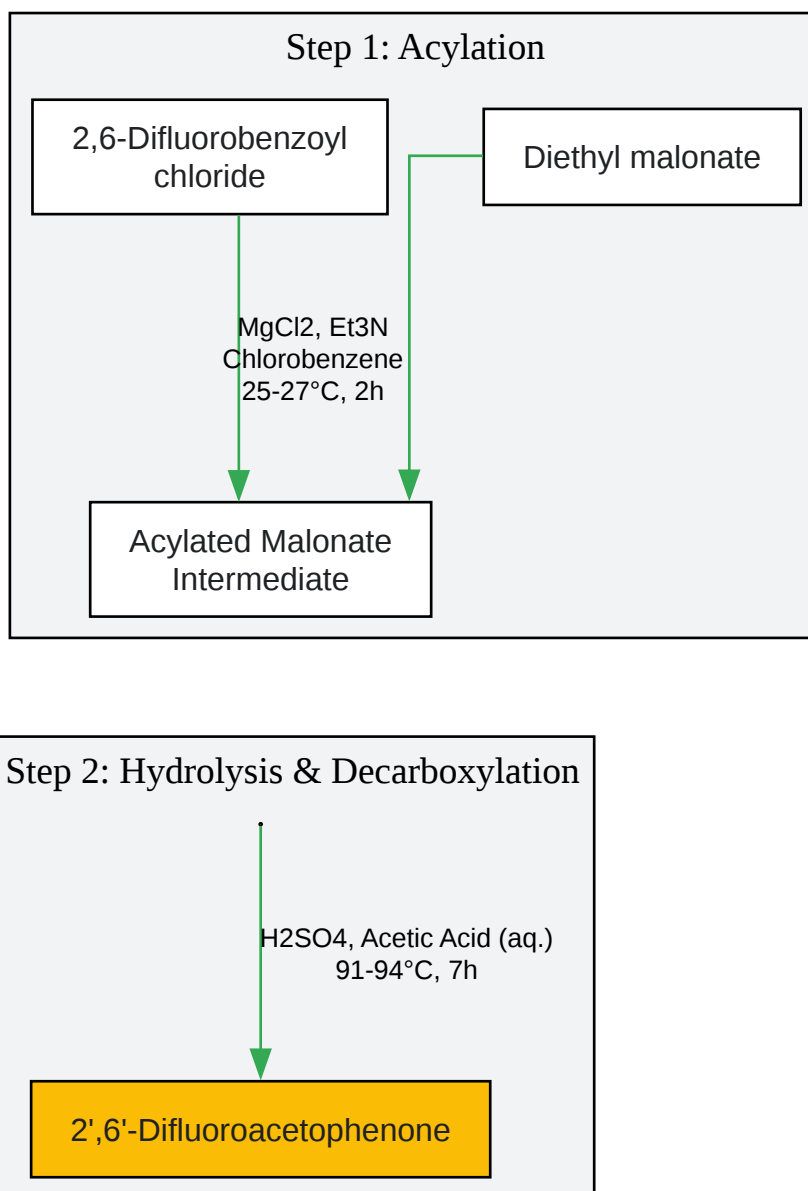 Step 1: Acylation
2,6-Difluorobenzoyl
chloride
Diethyl malonate
MgCl2, Et3N
Chlorobenzene
25-27°C, 2h
Acylated Malonate
Intermediate
Step 2: Hydrolysis & Decarboxylation
H2SO4, Acetic Acid (aq.)
91-94°C, 7h
2',6'-Difluoroacetophenone